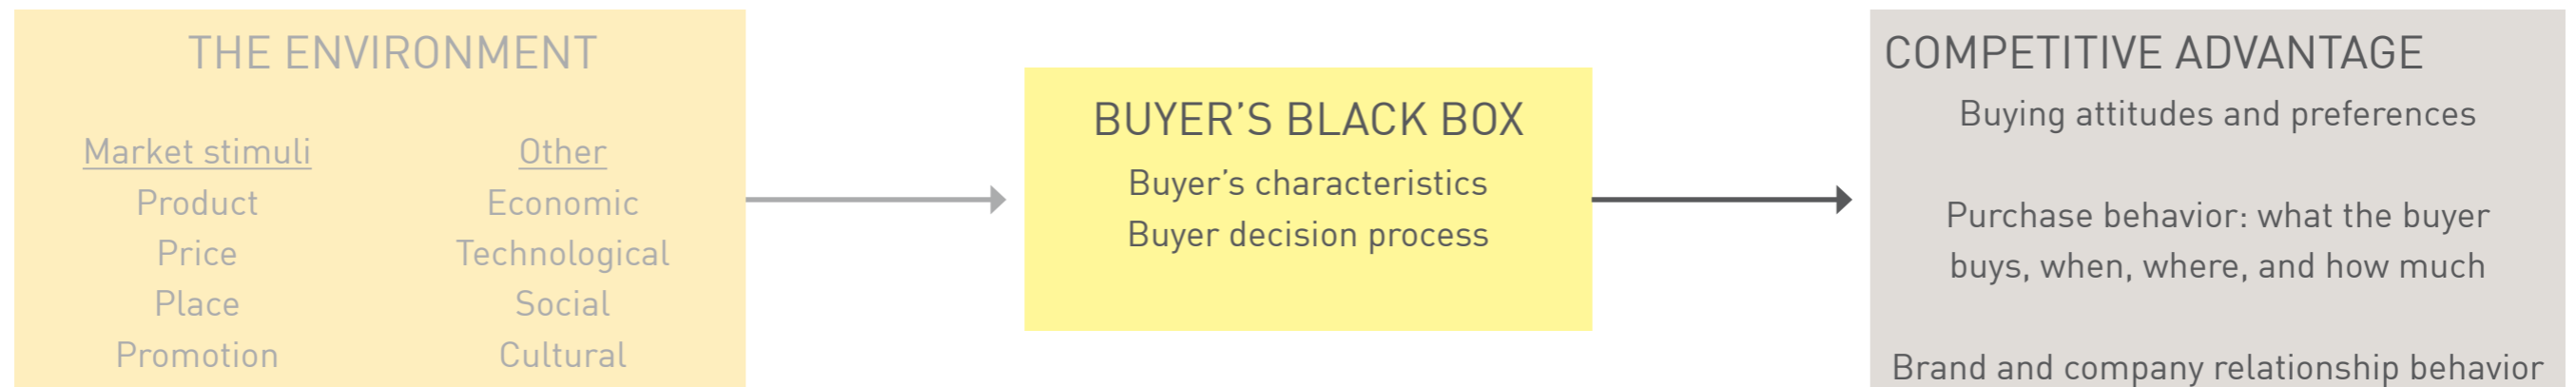 THE ENVIRONMENT
Market stimuli
Product
Price
Place
Promotion
Other
Economic
Technological
Social
Cultural
BUYER’S BLACK BOX
Buyer’s characteristics
Buyer decision process
COMPETITIVE ADVANTAGE
Buying attitudes and preferences
Purchase behavior: what the buyer
buys, when, where, and how much
Brand and company relationship behavior